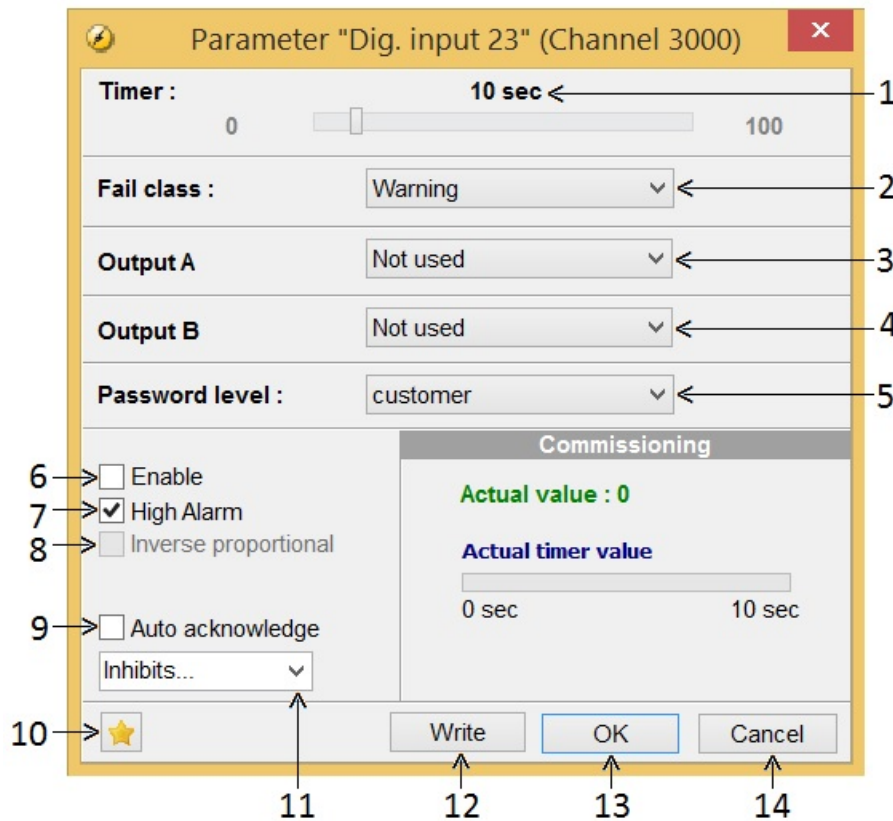 Parameter "Dig. input 23" (Channel 3000)
×
Timer :
10 sec
1
0
100
Fail class :
Warning
2
Output A
Not used
3
Output B
Not used
4
Password level :
customer
5
Commissioning
6
Enable
Actual value : 0
7
High Alarm
8
Inverse proportional
Actual timer value
0 sec
10 sec
9
Auto acknowledge
Inhibits...
10
Write
OK
Cancel
11
12
13
14